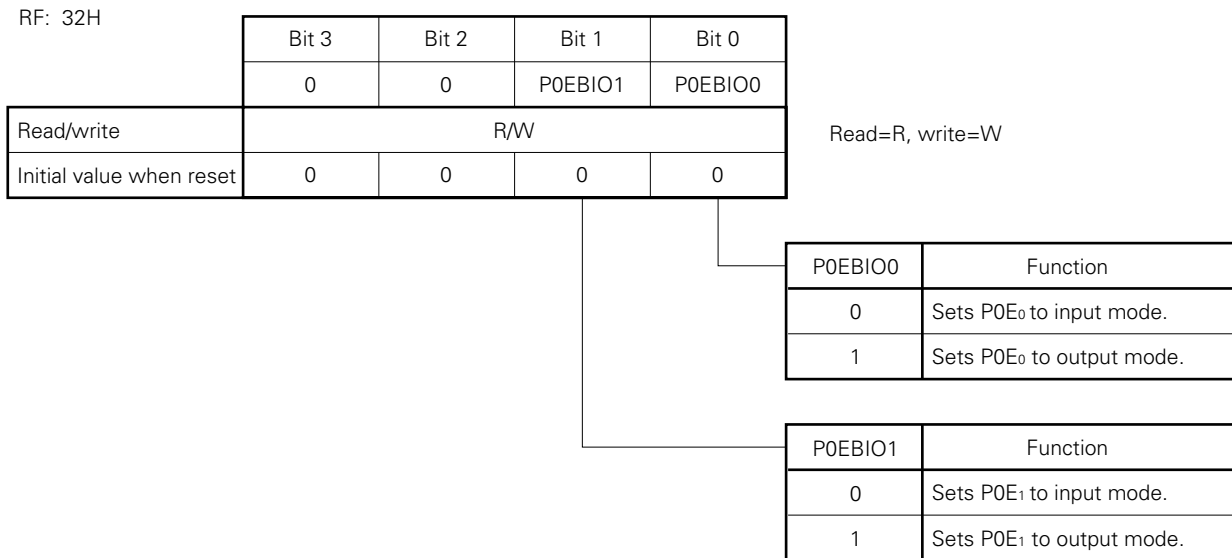 RF: 32H
Bit 3 Bit 2 Bit 1 Bit 0
0 0 P0EBIO1 P0EBIO0
Read/write R/W
Read=R, write=W
Initial value when reset 0 0 0 0
P0EBIO0 Function
0 Sets P0E₀ to input mode.
1 Sets P0E₀ to output mode.
P0EBIO1 Function
0 Sets P0E₁ to input mode.
1 Sets P0E₁ to output mode.